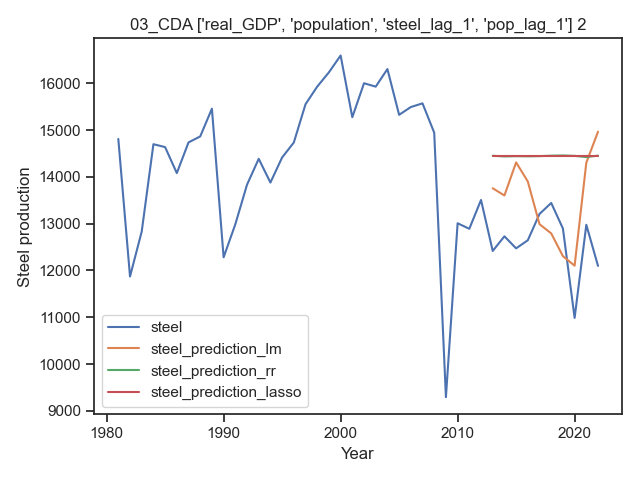 03_CDA ['real_GDP', 'population', 'steel_lag_1', 'pop_lag_1'] 2
Steel production
16000
15000
14000
13000
12000
11000
10000
9000
steel
steel_prediction_lm
steel_prediction_rr
steel_prediction_lasso
1980
1990
2000
2010
2020
Year